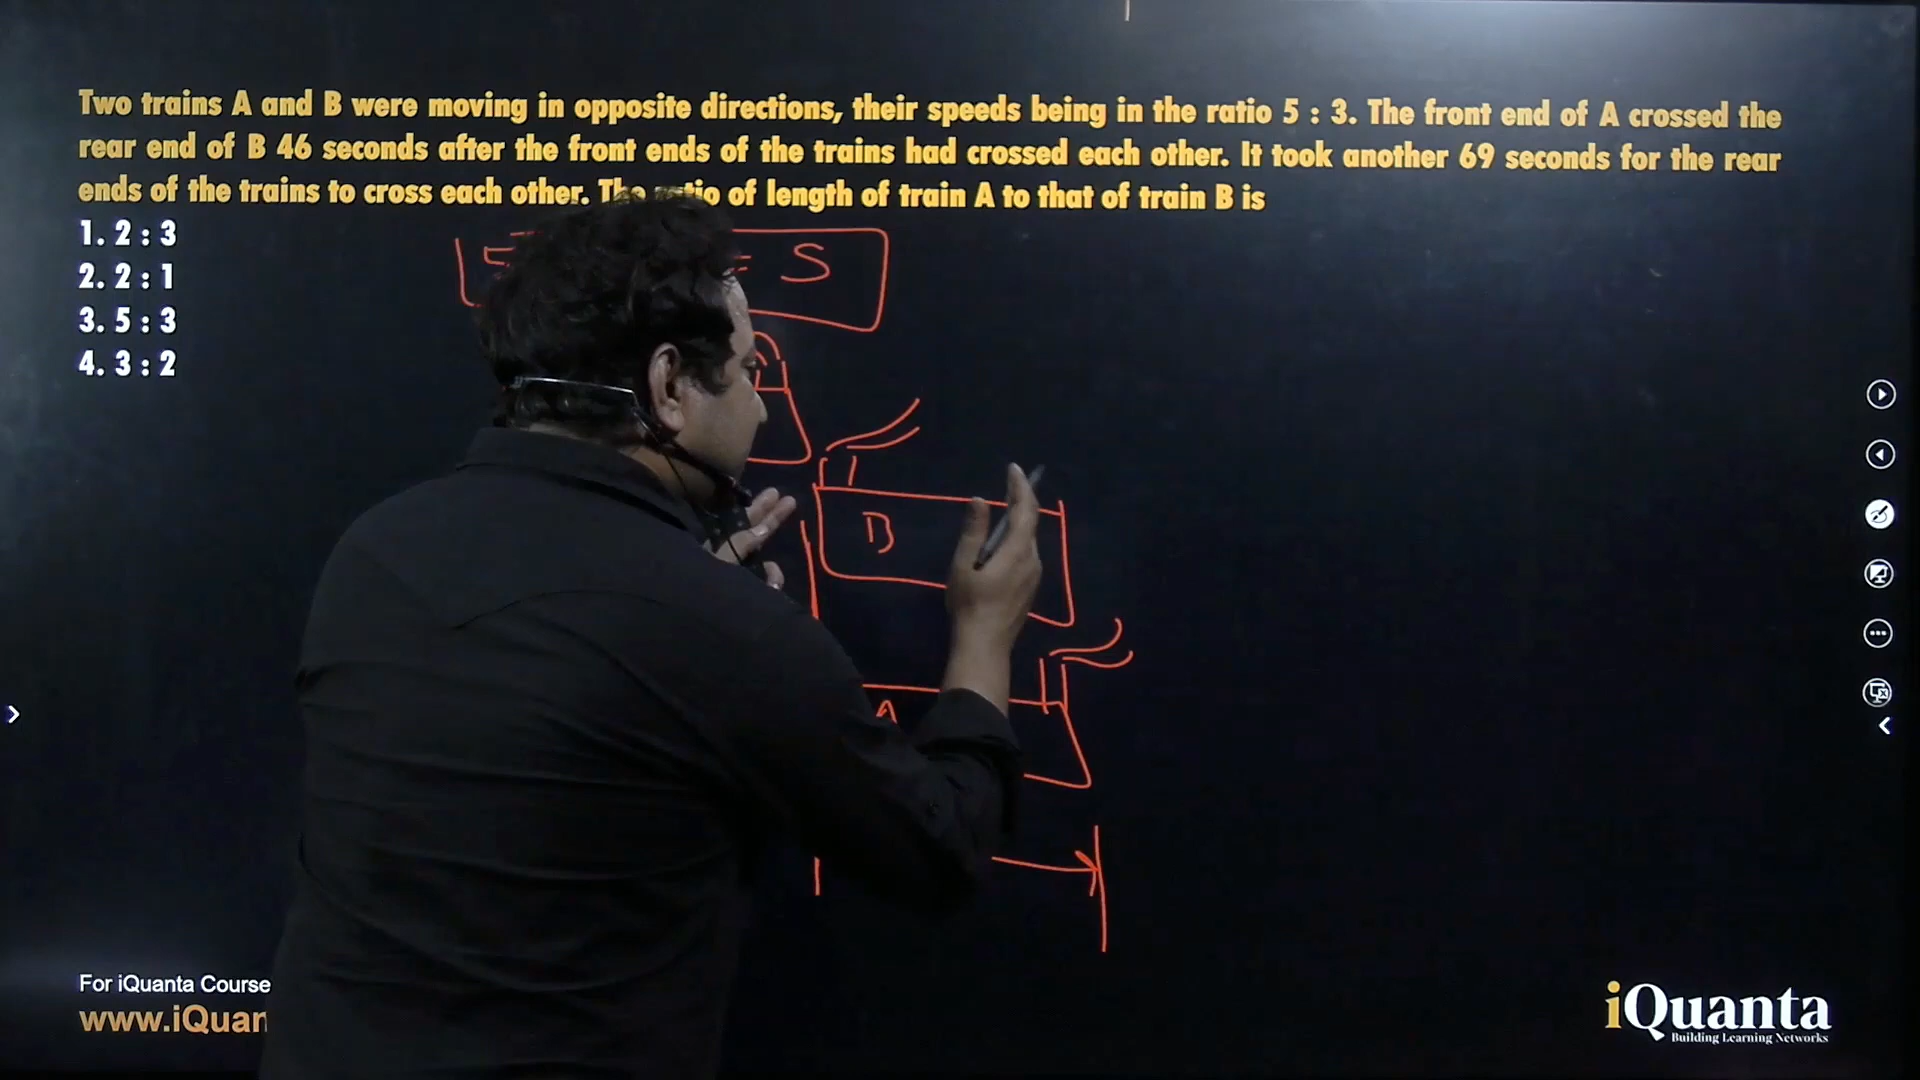 Two trains A and B were moving in opposite directions, their speeds being in the ratio 5 : 3. The front end of A crossed the
rear end of B 46 seconds after the front ends of the trains had crossed each other. It took another 69 seconds for the rear
ends of the trains to cross each other. The ratio of length of train A to that of train B is
1. 2 : 3
2. 2 : 1
3. 5 : 3
4. 3 : 2
= S
B
A
For iQuanta Course
www.iQuan
iQuanta
Building Learning Networks